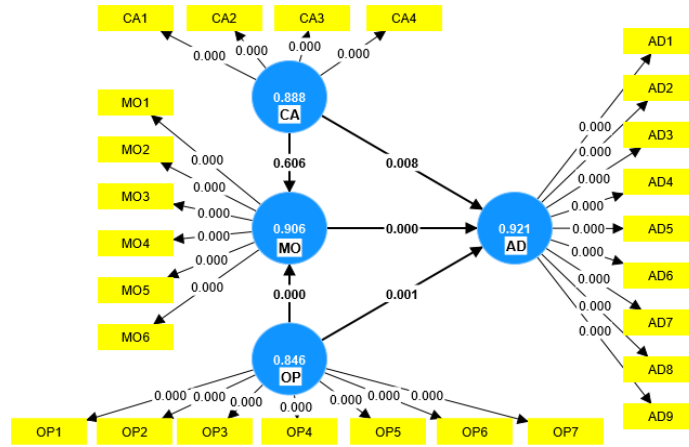 CA1
CA2
CA3
CA4
0.000
0.000
0.000
0.000
0.888
CA
MO1
MO2
MO3
MO4
MO5
MO6
0.000
0.000
0.000
0.000
0.000
0.000
0.906
MO
0.606
0.008
0.000
0.000
0.001
0.921
AD
AD1
AD2
AD3
AD4
AD5
AD6
AD7
AD8
AD9
0.000
0.000
0.000
0.000
0.000
0.000
0.000
0.000
0.000
0.846
OP
0.000
0.000
0.000
0.000
0.000
0.000
0.000
OP1
OP2
OP3
OP4
OP5
OP6
OP7